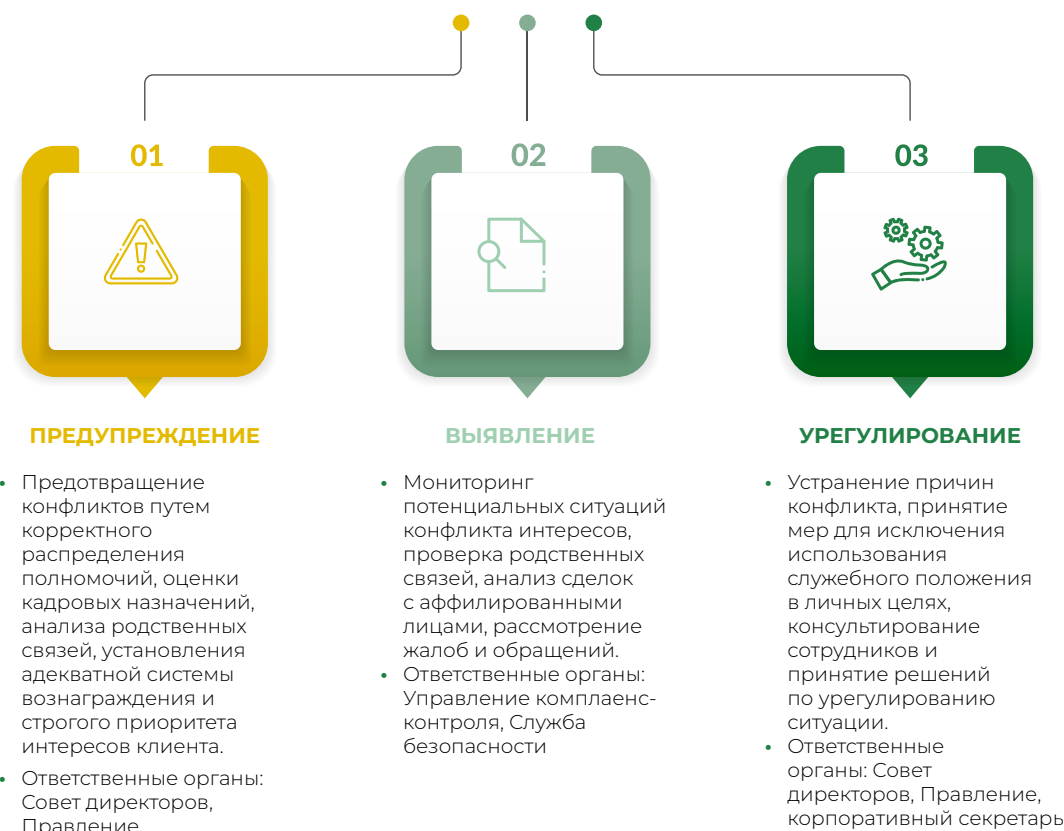 01
ПРЕДУПРЕЖДЕНИЕ
• Предотвращение
конфликтов путем
корректного
распределения
полномочий, оценки
кадровых назначений,
анализа родственных
связей, установления
адекватной системы
вознаграждения и
строгого приоритета
интересов клиента.
• Ответственные органы:
Совет директоров,
Правление
02
ВЫЯВЛЕНИЕ
• Мониторинг
потенциальных ситуаций
конфликта интересов,
проверка родственных
связей, анализ сделок
с аффилированными
лицами, рассмотрение
жалоб и обращений.
• Ответственные органы:
Управление комплаенс-
контроля, Служба
безопасности
03
УРЕГУЛИРОВАНИЕ
• Устранение причин
конфликта, принятие
мер для исключения
использования
служебного положения
в личных целях,
консультирование
сотрудников и
принятие решений
по урегулированию
ситуации.
• Ответственные
органы: Совет
директоров, Правление,
корпоративный секретарь